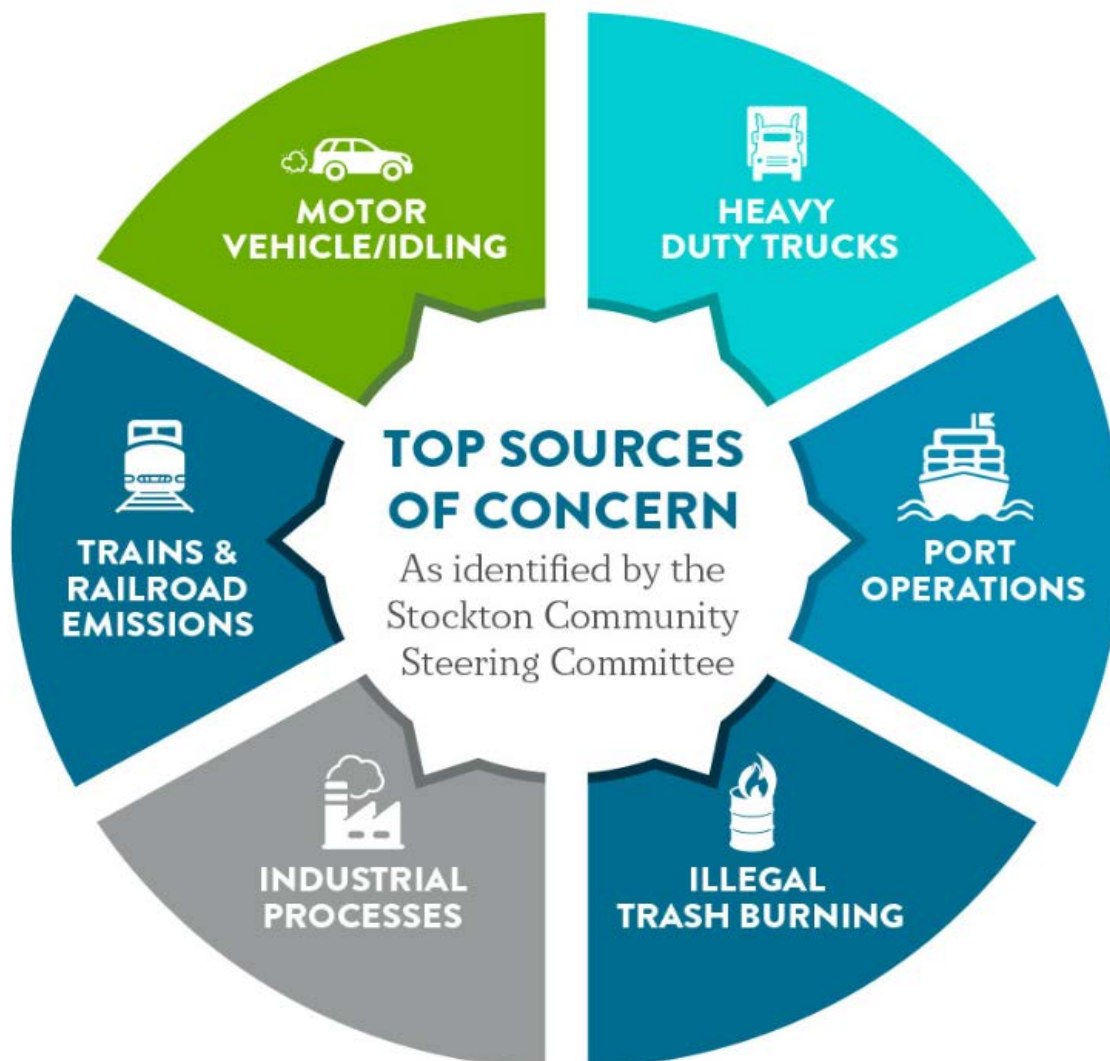 MOTOR
VEHICLE/IDLING
HEAVY
DUTY TRUCKS
TRAINS &
RAILROAD
EMISSIONS
TOP SOURCES
OF CONCERN
As identified by the
Stockton Community
Steering Committee
PORT
OPERATIONS
INDUSTRIAL
PROCESSES
ILLEGAL
TRASH BURNING